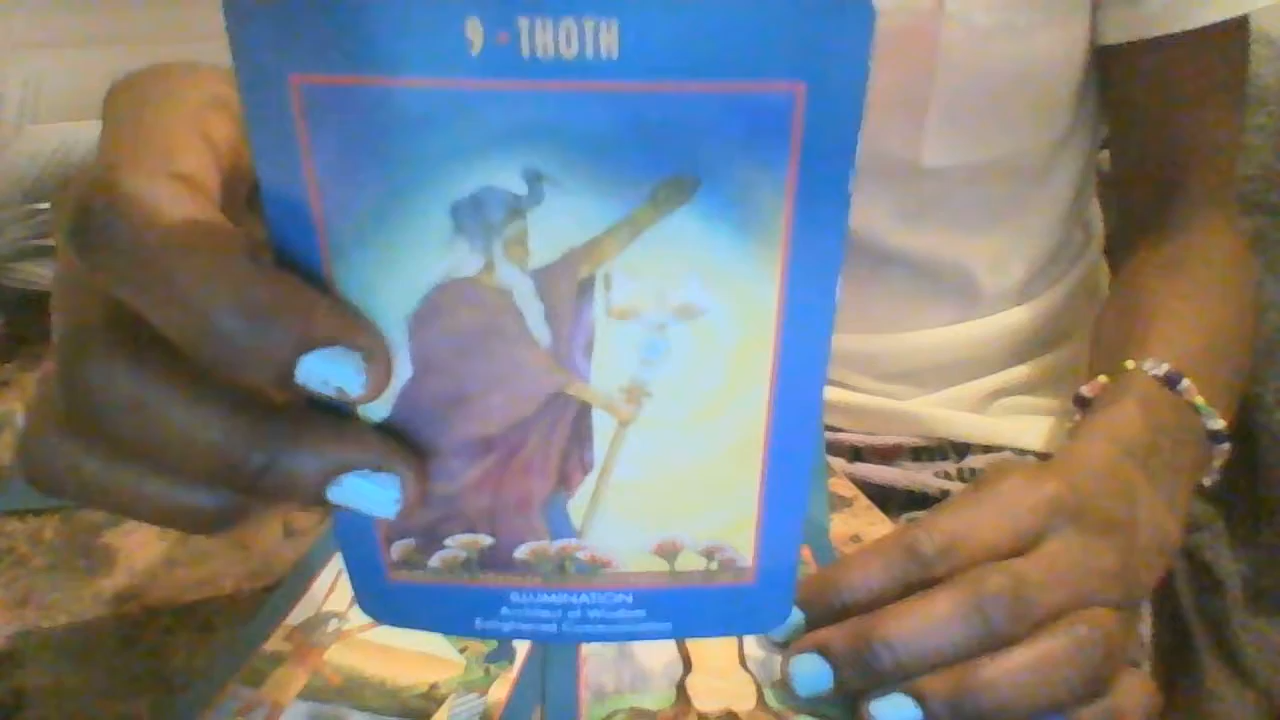 9 • THOTH
ILLUMINATION
Architect of Wisdom
Enlightened Communication